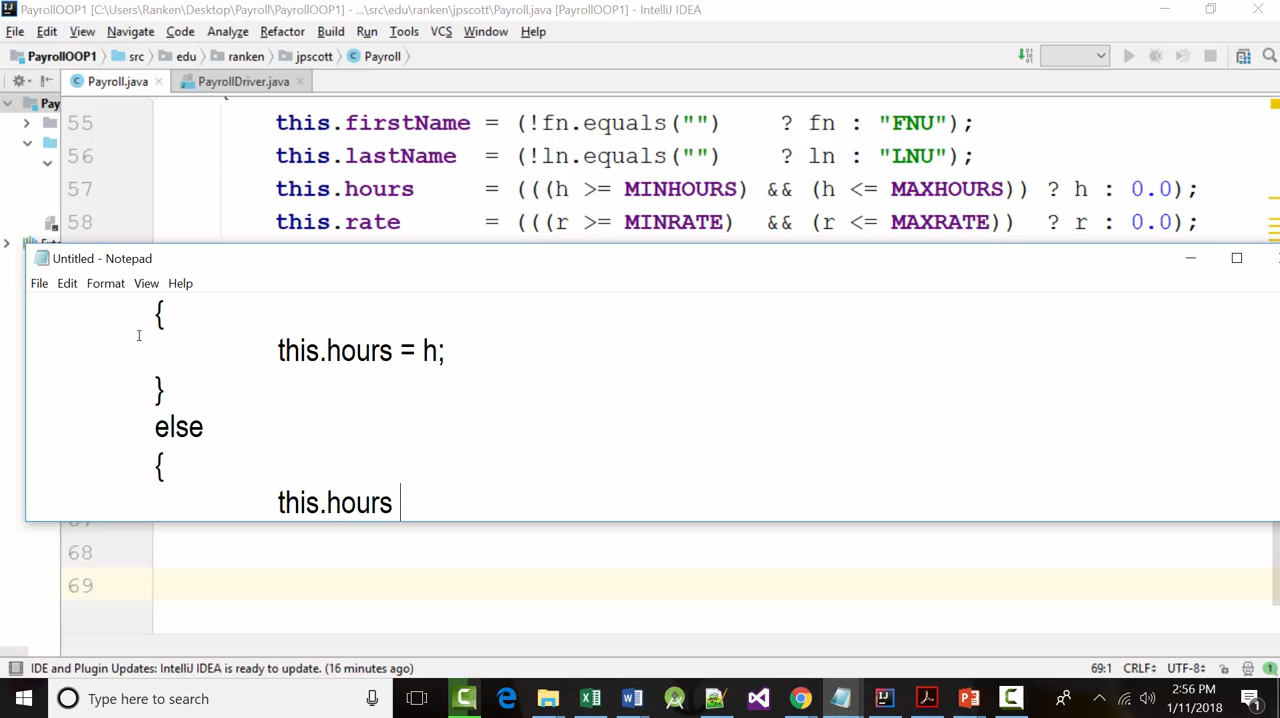 PayrollOOP1 [C:\Users\Ranken\Desktop\Payroll\PayrollOOP1] - ...\src\edu\ranken\jpscott\Payroll.java [PayrollOOP1] - IntelliJ IDEA
File Edit View Navigate Code Analyze Refactor Build Run Tools VCS Window Help
PayrollOOP1 src edu ranken jpscott Payroll
Payroll.java PayrollDriver.java
Pay
55 this.firstName = (!fn.equals("") ? fn : "FNU");
56 this.lastName = (!ln.equals("") ? ln : "LNU");
57 this.hours = (((h >= MINHOURS) && (h <= MAXHOURS)) ? h : 0.0);
58 this.rate = (((r >= MINRATE) && (r <= MAXRATE)) ? r : 0.0);
Untitled - Notepad
File Edit Format View Help
{
this.hours = h;
}
else
{
this.hours
67
68
69
IDE and Plugin Updates: IntelliJ IDEA is ready to update. (16 minutes ago) 69:1 CRLF UTF-8
Type here to search
2:56 PM
1/11/2018